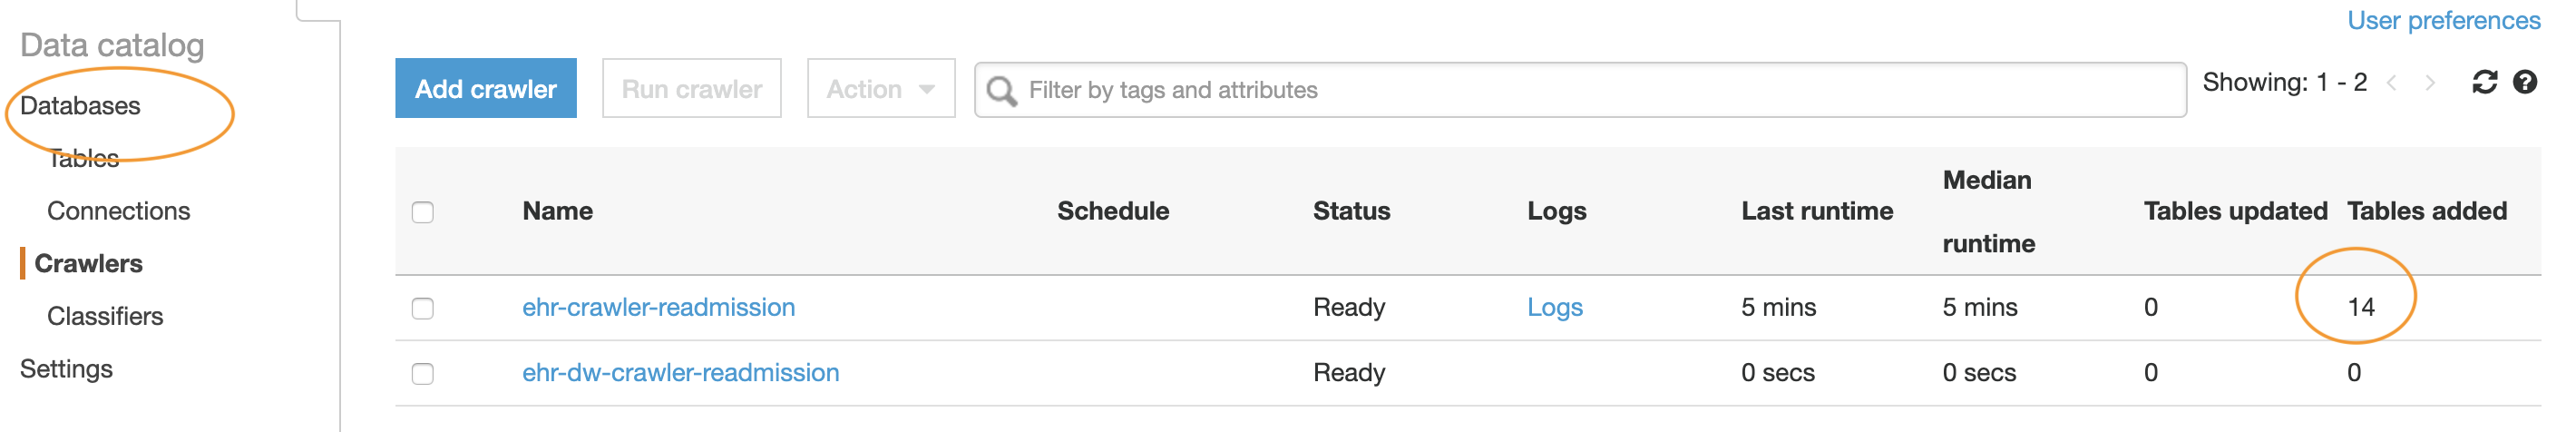 User preferences
Data catalog
Databases
Tables
Connections
Crawlers
Classifiers
Settings
Add crawler Run crawler Action Filter by tags and attributes Showing: 1 - 2
Name Schedule Status Logs Last runtime Median runtime Tables updated Tables added
ehr-crawler-readmission Ready Logs 5 mins 5 mins 0 14
ehr-dw-crawler-readmission Ready 0 secs 0 secs 0 0